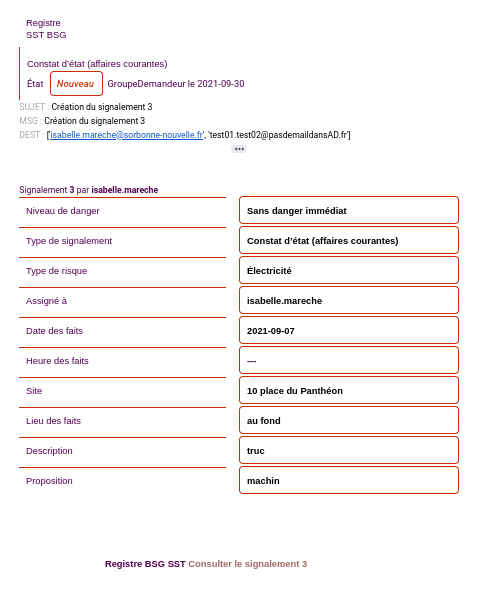 Registre
SST BSG
Constat d'état (affaires courantes)
État Nouveau GroupeDemandeur le 2021-09-30
SUJET : Création du signalement 3
MSG : Création du signalement 3
DEST : ['isabelle.mareche@sorbonne-nouvelle.fr', 'test01.test02@pasdemaildansAD.fr']
Signalement 3 par isabelle.mareche
Niveau de danger Sans danger immédiat
Type de signalement Constat d'état (affaires courantes)
Type de risque Électricité
Assigné à isabelle.mareche
Date des faits 2021-09-07
Heure des faits ---
Site 10 place du Panthéon
Lieu des faits au fond
Description truc
Proposition machin
Registre BSG SST Consulter le signalement 3